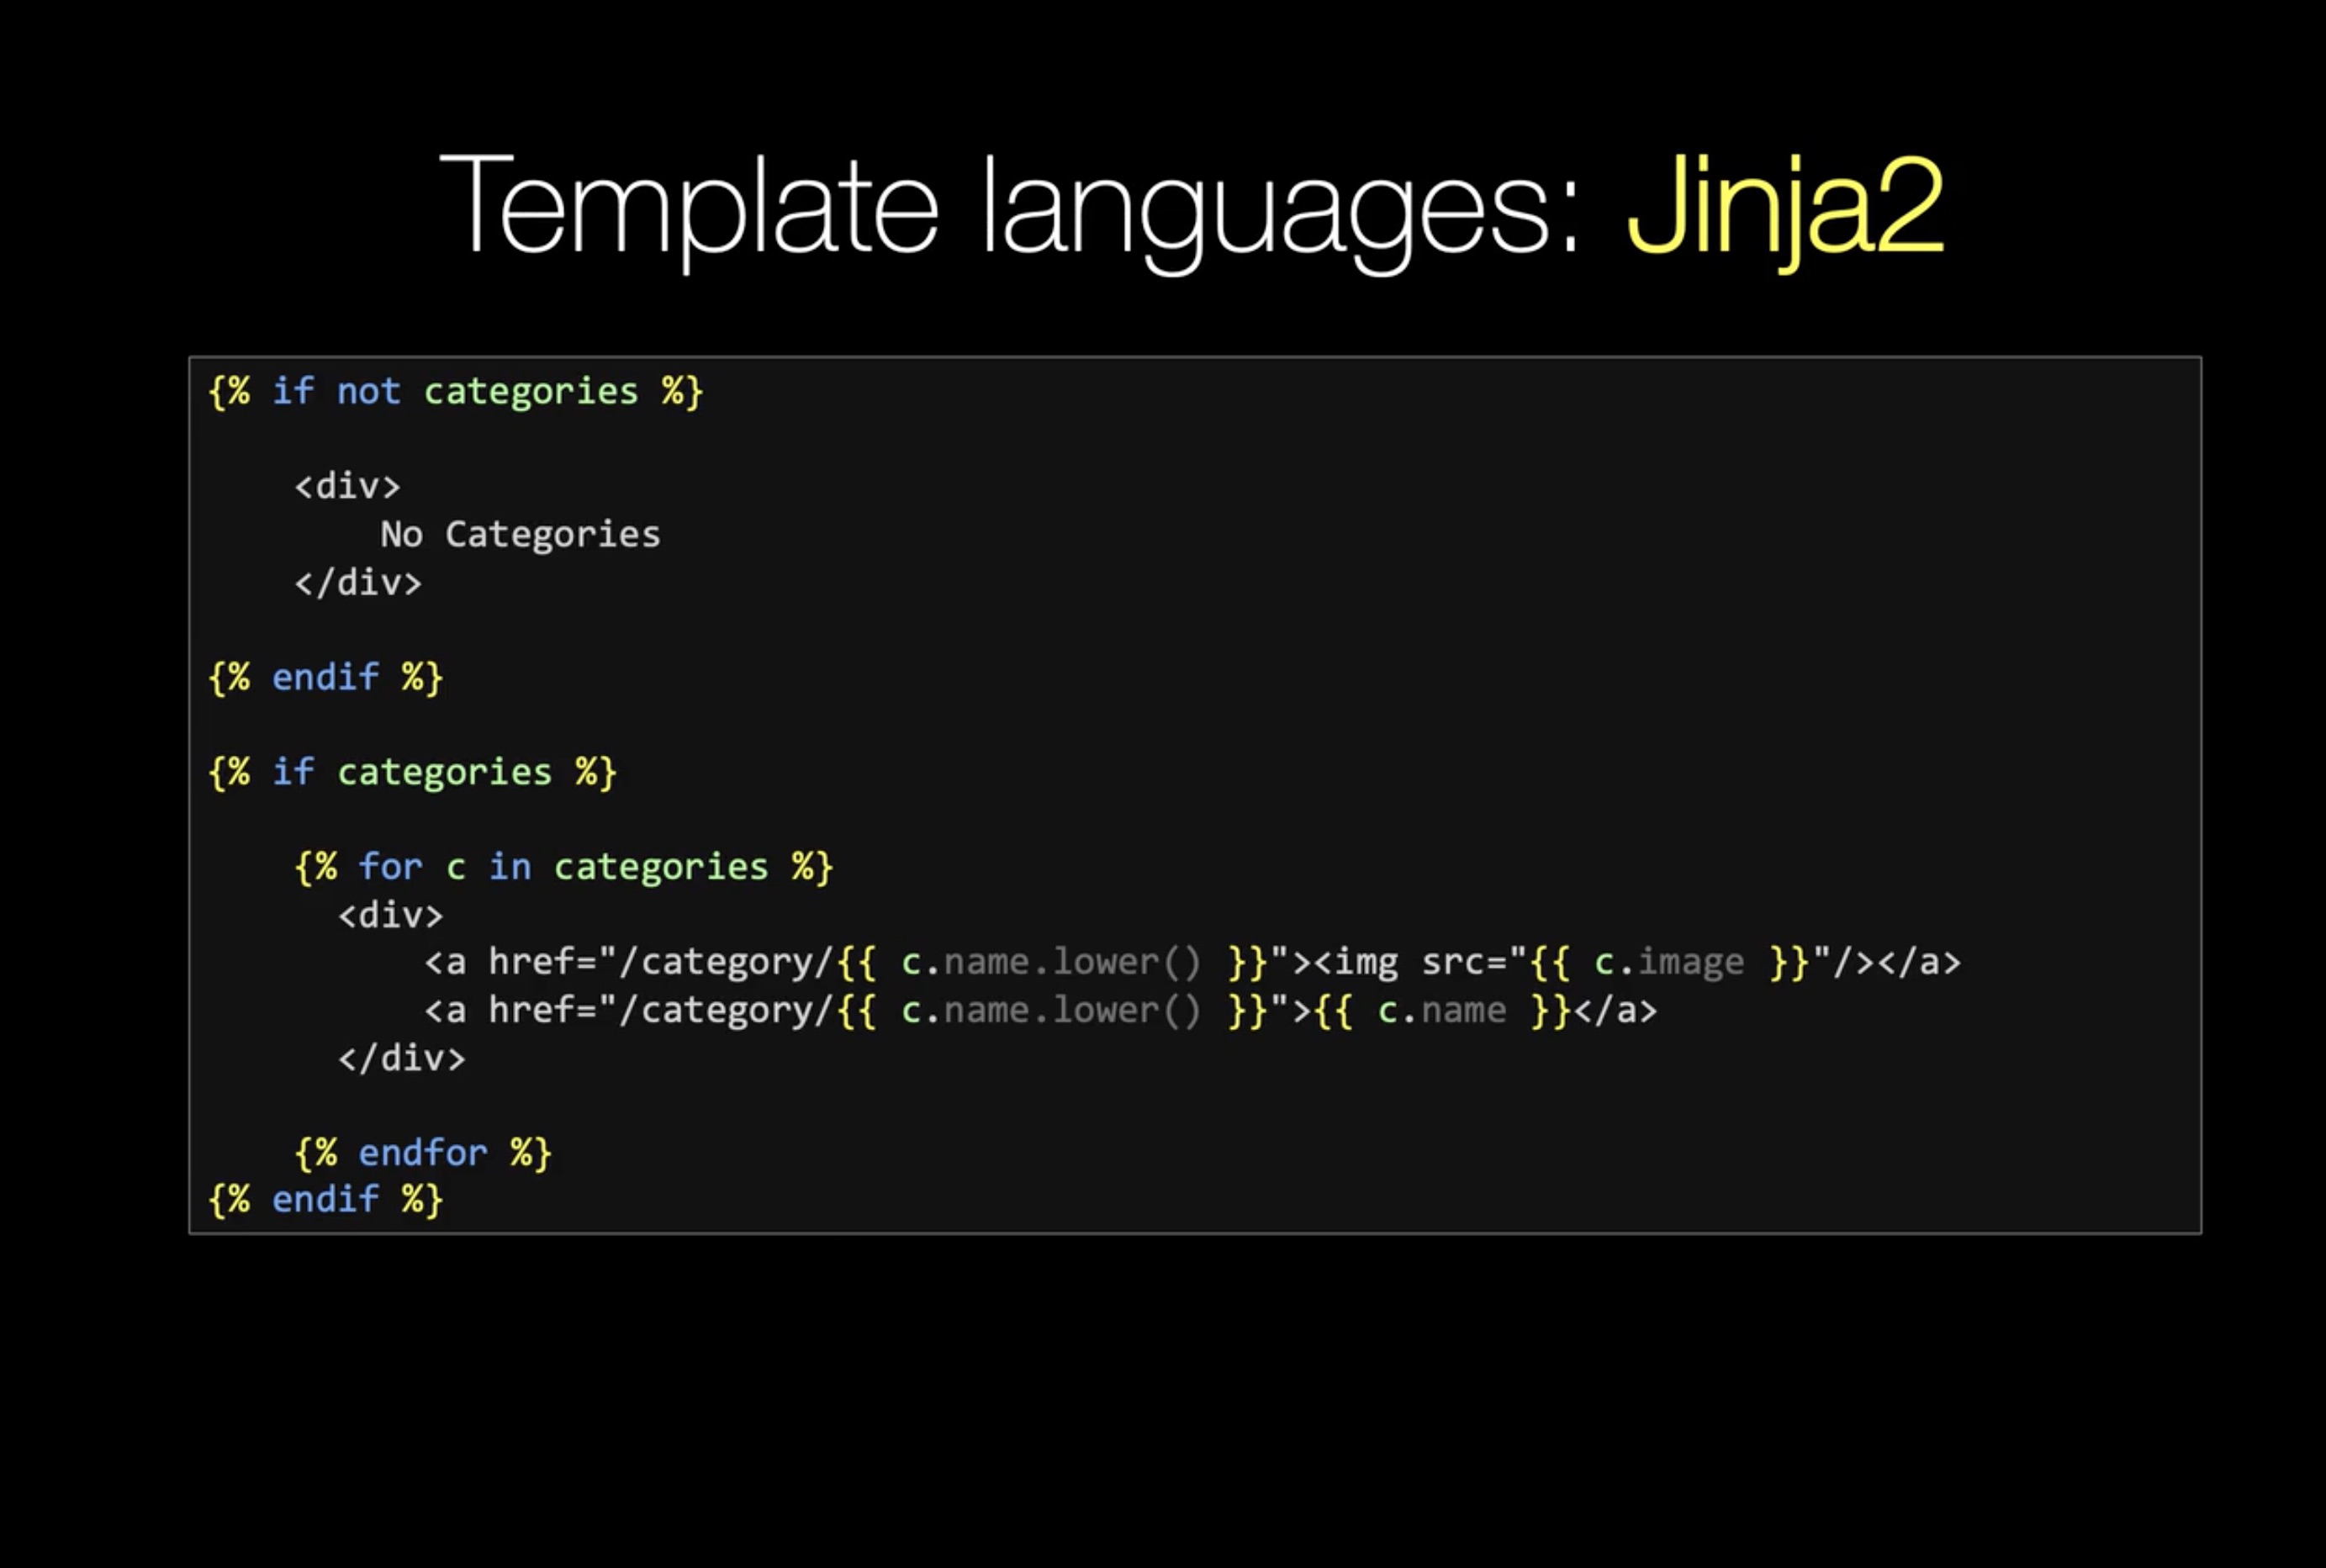 Template languages: Jinja2
{% if not categories %}
<div>
No Categories
</div>
{% endif %}
{% if categories %}
{% for c in categories %}
<div>
<a href="/category/{{ c.name.lower() }}"><img src="{{ c.image }}"/></a>
<a href="/category/{{ c.name.lower() }}">{{ c.name }}</a>
</div>
{% endfor %}
{% endif %}